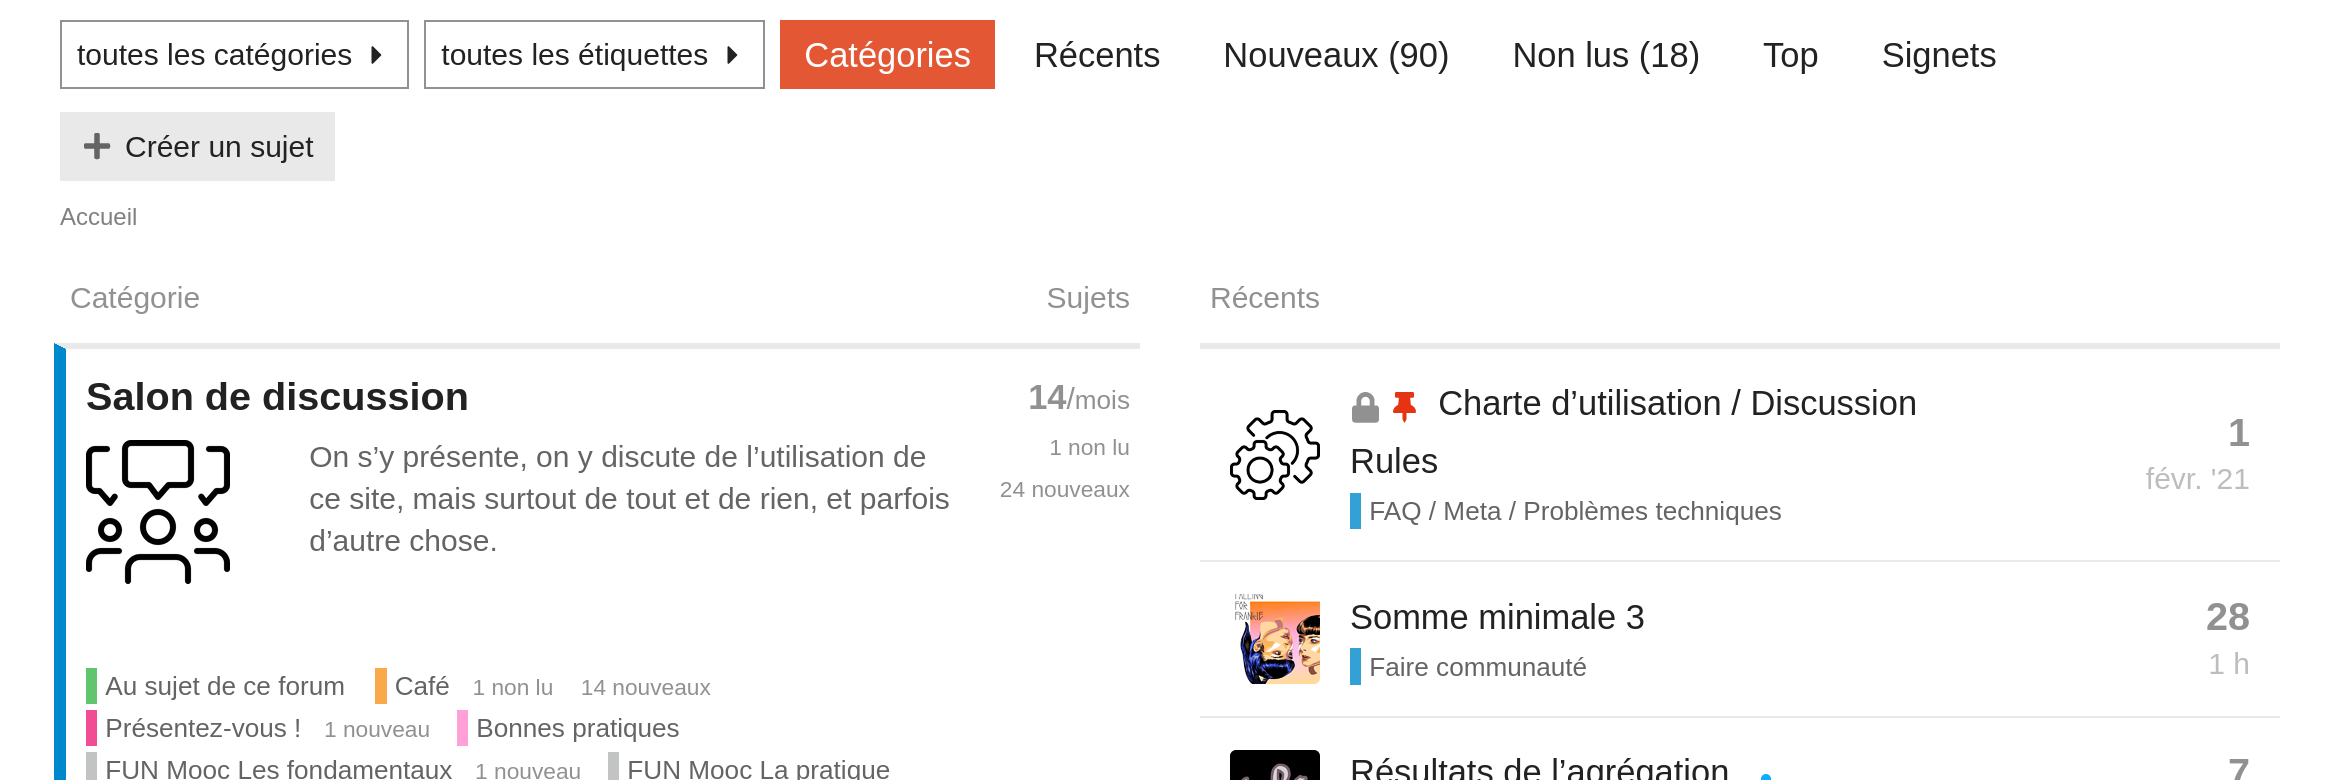 toutes les catégories
toutes les étiquettes
Catégories
Récents
Nouveaux (90)
Non lus (18)
Top
Signets
Créer un sujet
Accueil
Catégorie
Sujets
Salon de discussion
14/mois
1 non lu
24 nouveaux
On s’y présente, on y discute de l’utilisation de
ce site, mais surtout de tout et de rien, et parfois
d’autre chose.
Au sujet de ce forum
Café 1 non lu 14 nouveaux
Présentez-vous ! 1 nouveau
Bonnes pratiques
FUN Mooc Les fondamentaux 1 nouveau
FUN Mooc La pratique
Récents
Charte d’utilisation / Discussion
Rules
FAQ / Meta / Problèmes techniques
1
févr. '21
FALLING
FOR
FRANKIE
Somme minimale 3
Faire communauté
28
1 h
Résultats de l’agrégation
7